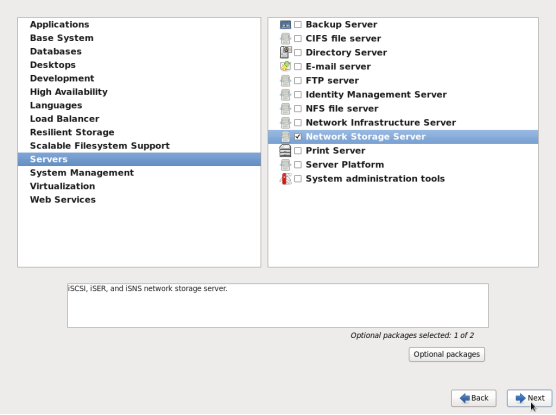 Applications
Base System
Databases
Desktops
Development
High Availability
Languages
Load Balancer
Resilient Storage
Scalable Filesystem Support
Servers
System Management
Virtualization
Web Services
Backup Server
CIFS file server
Directory Server
E-mail server
FTP server
Identity Management Server
NFS file server
Network Infrastructure Server
Network Storage Server
Print Server
Server Platform
System administration tools
iSCSI, iSER, and iSNS network storage server.
Optional packages selected: 1 of 2
Optional packages
Back
Next